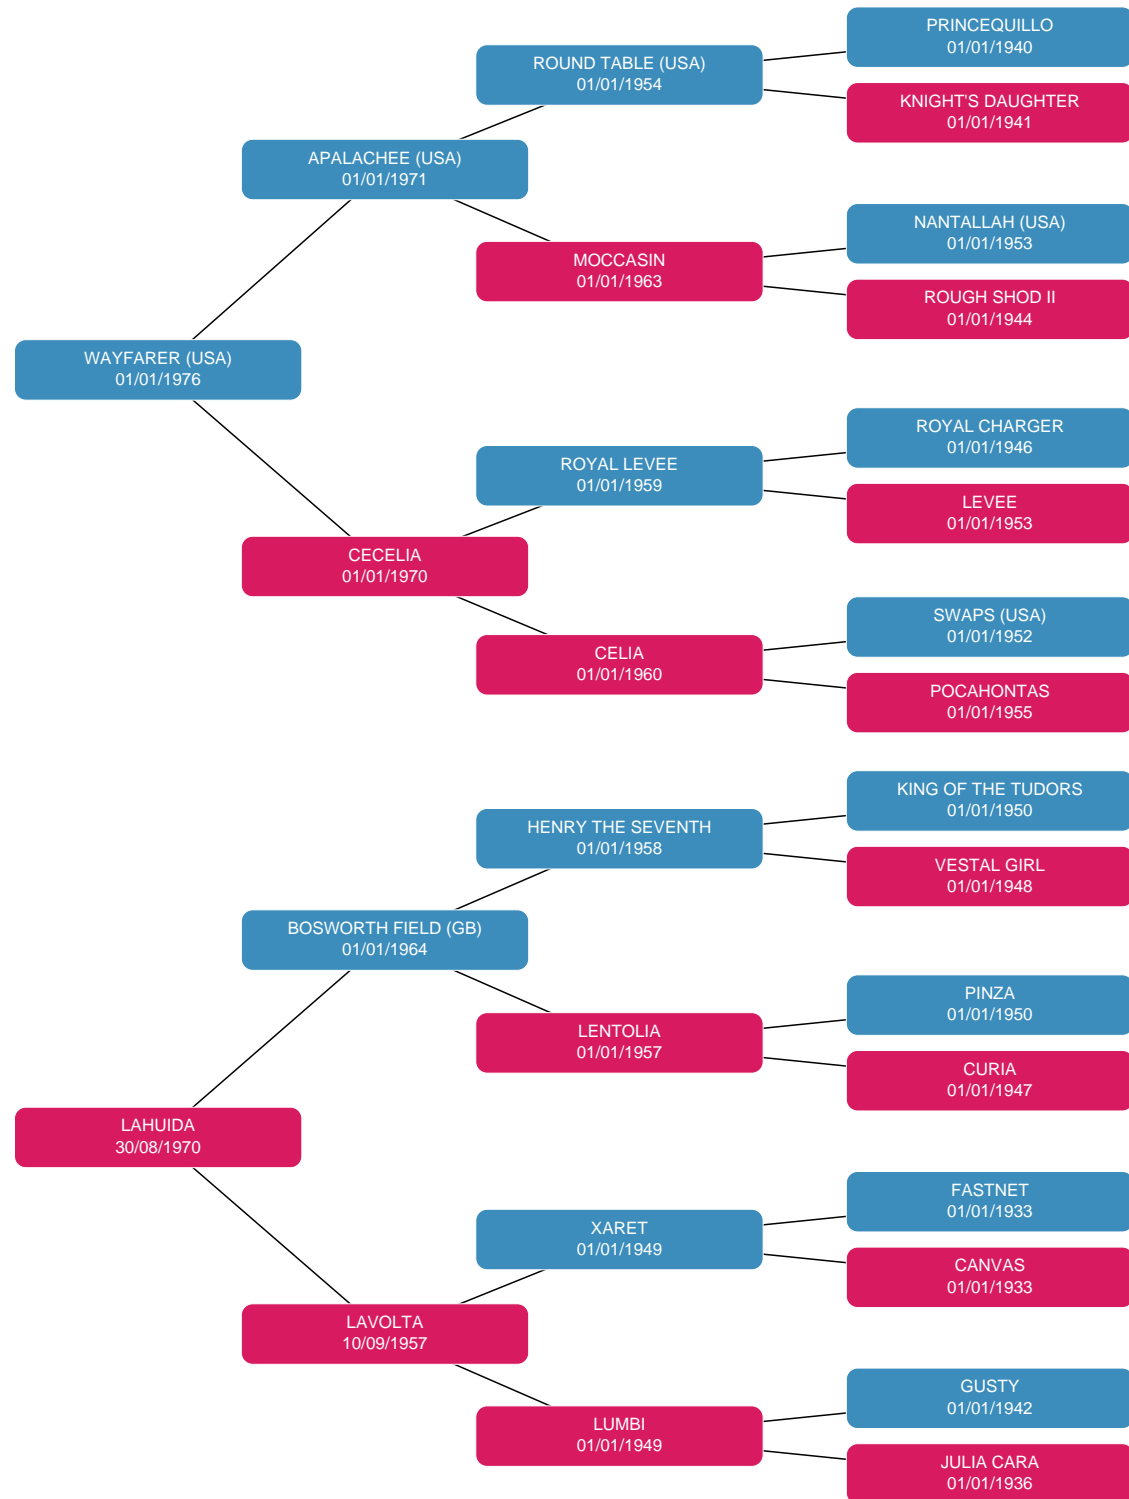 PRINCEQUILLO
01/01/1940
ROUND TABLE (USA)
01/01/1954
KNIGHT'S DAUGHTER
01/01/1941
APALACHEE (USA)
01/01/1971
NANTALLAH (USA)
01/01/1953
MOCCASIN
01/01/1963
ROUGH SHOD II
01/01/1944
WAYFARER (USA)
01/01/1976
ROYAL CHARGER
01/01/1946
ROYAL LEVEE
01/01/1959
LEVEE
01/01/1953
CECELIA
01/01/1970
SWAPS (USA)
01/01/1952
CELIA
01/01/1960
POCAHONTAS
01/01/1955
KING OF THE TUDORS
01/01/1950
HENRY THE SEVENTH
01/01/1958
VESTAL GIRL
01/01/1948
BOSWORTH FIELD (GB)
01/01/1964
PINZA
01/01/1950
LENTOLIA
01/01/1957
CURIA
01/01/1947
LAHUIDA
30/08/1970
FASTNET
01/01/1933
XARET
01/01/1949
CANVAS
01/01/1933
LAVOLTA
10/09/1957
GUSTY
01/01/1942
LUMBI
01/01/1949
JULIA CARA
01/01/1936